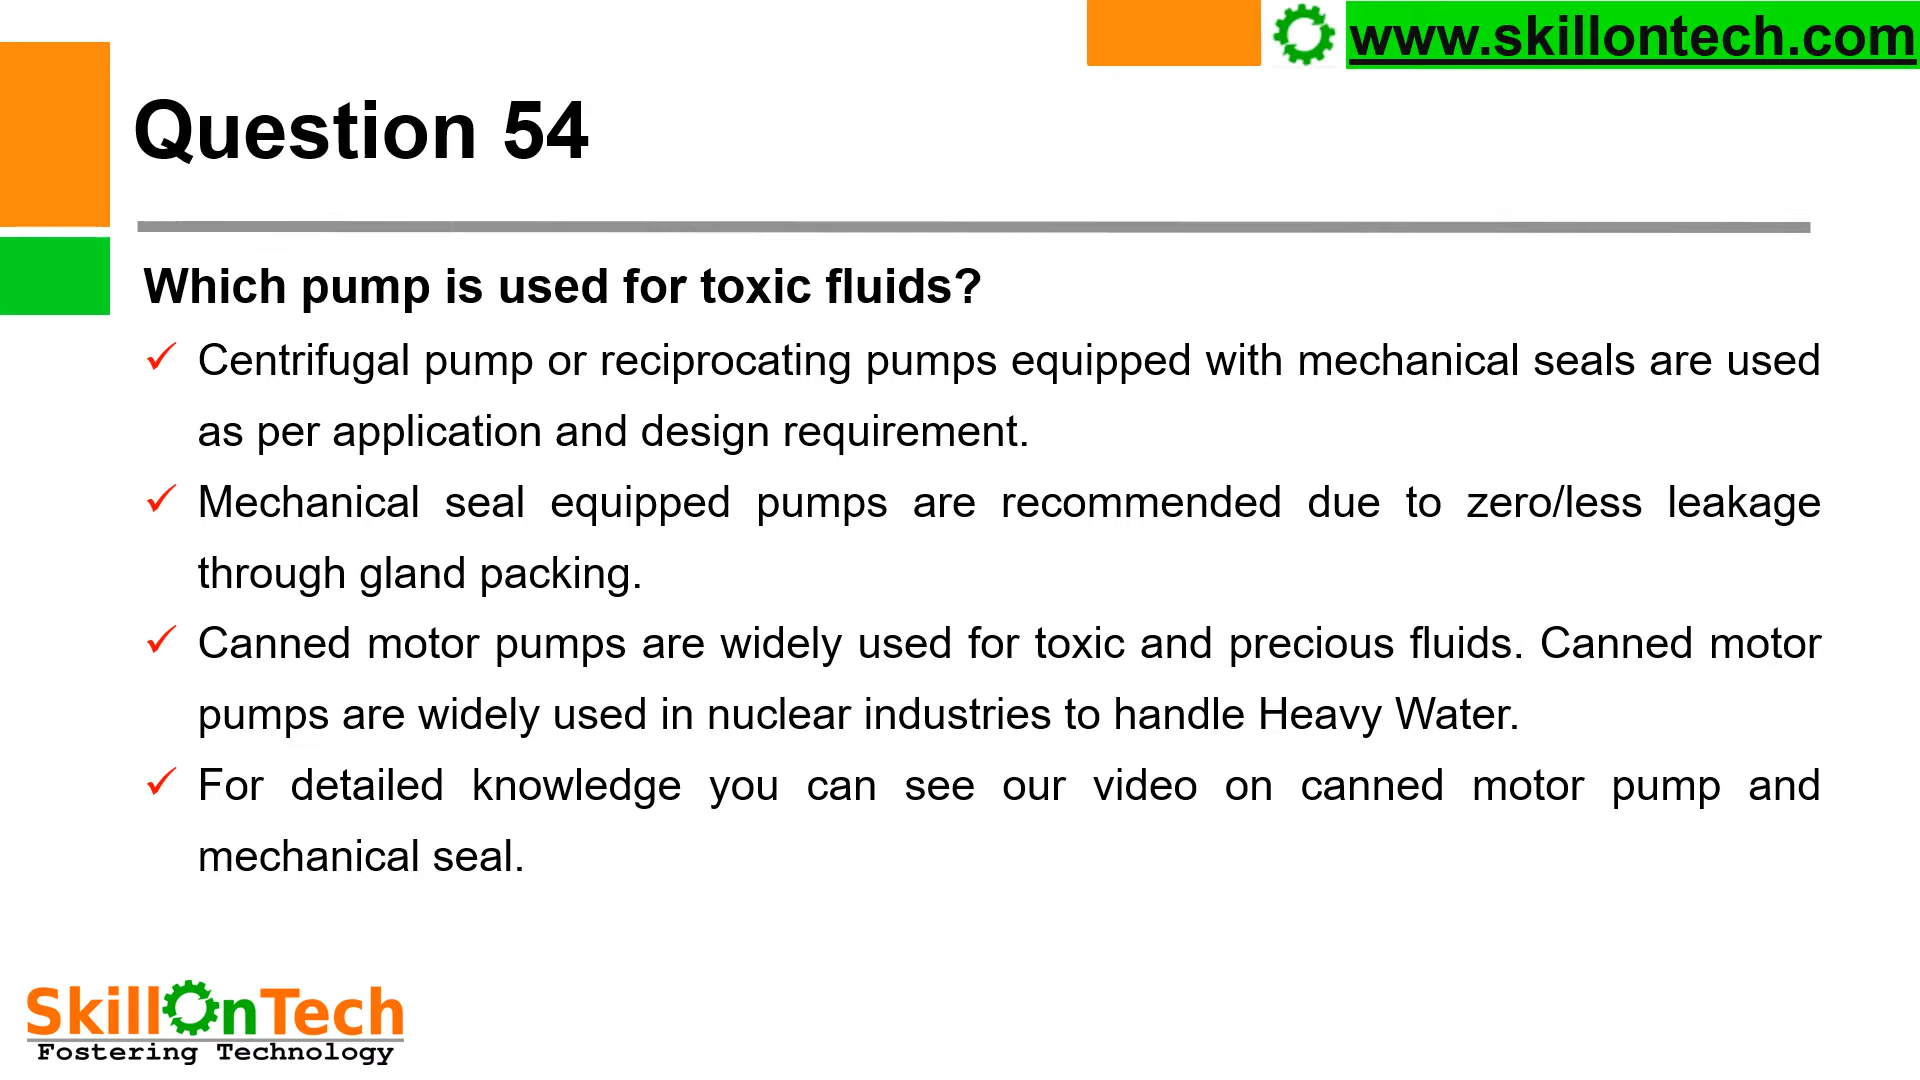 www.skillontech.com
Question 54
Which pump is used for toxic fluids?
Centrifugal pump or reciprocating pumps equipped with mechanical seals are used
as per application and design requirement.
Mechanical seal equipped pumps are recommended due to zero/less leakage
through gland packing.
Canned motor pumps are widely used for toxic and precious fluids. Canned motor
pumps are widely used in nuclear industries to handle Heavy Water.
For detailed knowledge you can see our video on canned motor pump and
mechanical seal.
SkillOnTech
Fostering Technology